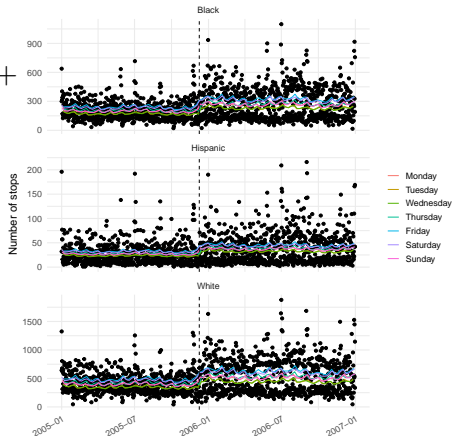 Black
900
600
300
0
Hispanic
200
150
100
50
0
White
1500
1000
500
0
Number of stops
2005-01
2005-07
2006-01
2006-07
2007-01
Monday
Tuesday
Wednesday
Thursday
Friday
Saturday
Sunday